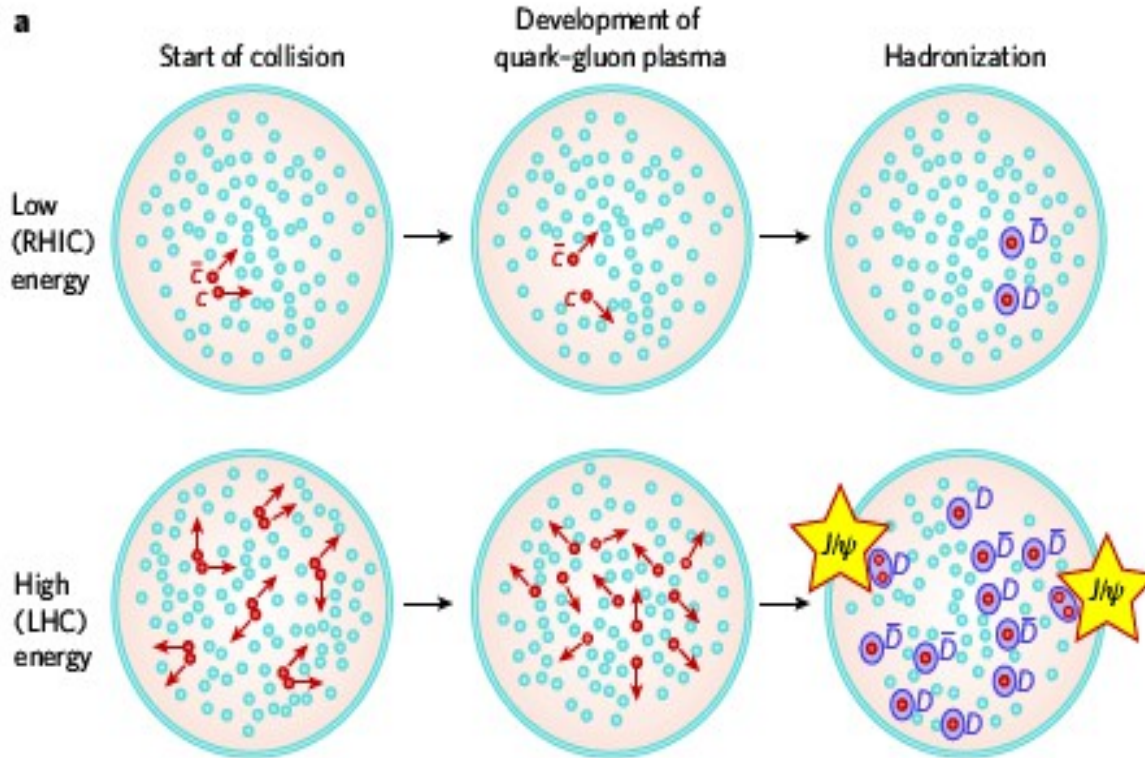 a
Start of collision
Development of
quark–gluon plasma
Hadronization
Low
(RHIC)
energy
c̅
c
c̅
c
D̅
D
High
(LHC)
energy
J/ψ
D
D
D̅
D̅
D
J/ψ
D̅
D̅
D̅
D
D
D